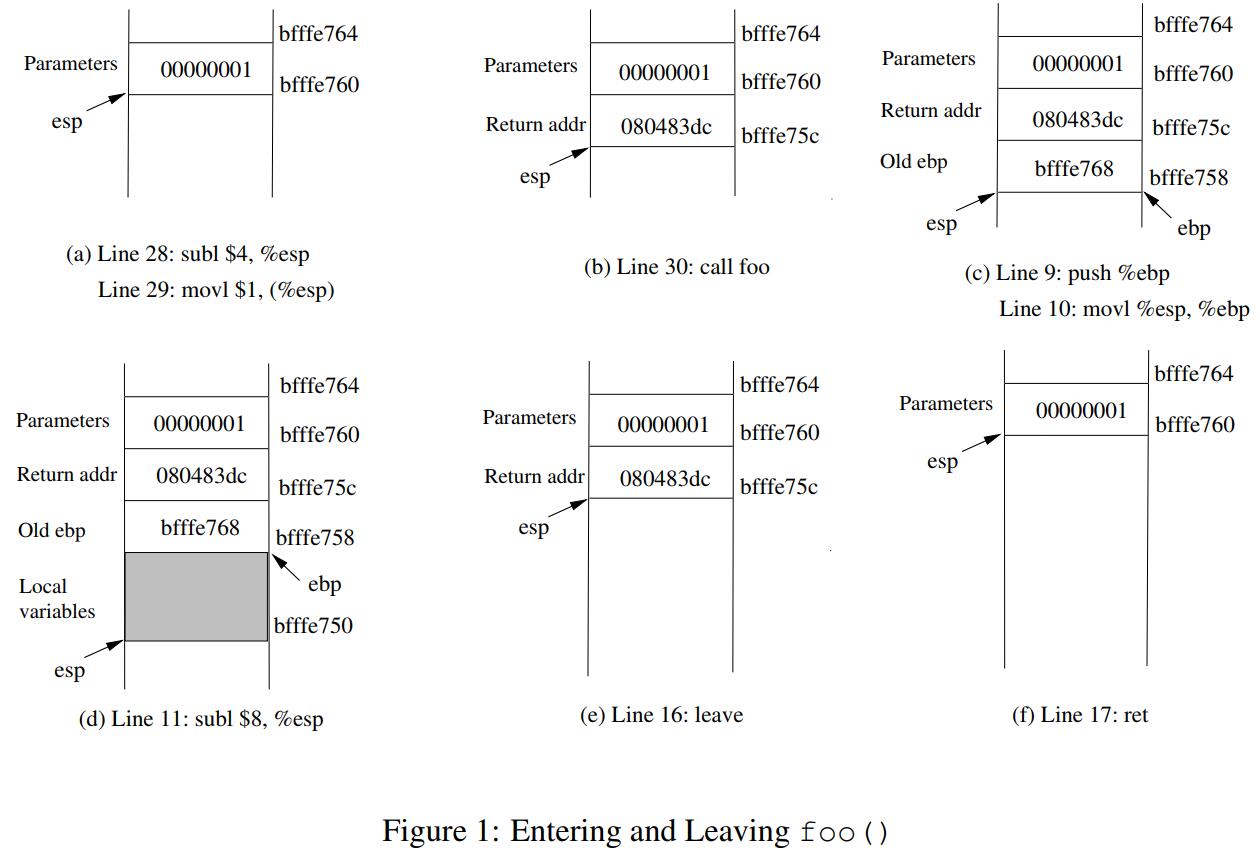 bfffe764
Parameters 00000001 bfffe760
esp
(a) Line 28: subl $4, %esp
Line 29: movl $1, (%esp)
bfffe764
Parameters 00000001 bfffe760
Return addr 080483dc bfffe75c
esp
(b) Line 30: call foo
bfffe764
Parameters 00000001 bfffe760
Return addr 080483dc bfffe75c
Old ebp bfffe768 bfffe758
esp ebp
(c) Line 9: push %ebp
Line 10: movl %esp, %ebp
bfffe764
Parameters 00000001 bfffe760
Return addr 080483dc bfffe75c
Old ebp bfffe768 bfffe758
ebp
Local
variables
bfffe750
esp
(d) Line 11: subl $8, %esp
bfffe764
Parameters 00000001 bfffe760
Return addr 080483dc bfffe75c
esp
(e) Line 16: leave
bfffe764
Parameters 00000001 bfffe760
esp
(f) Line 17: ret
Figure 1: Entering and Leaving foo()